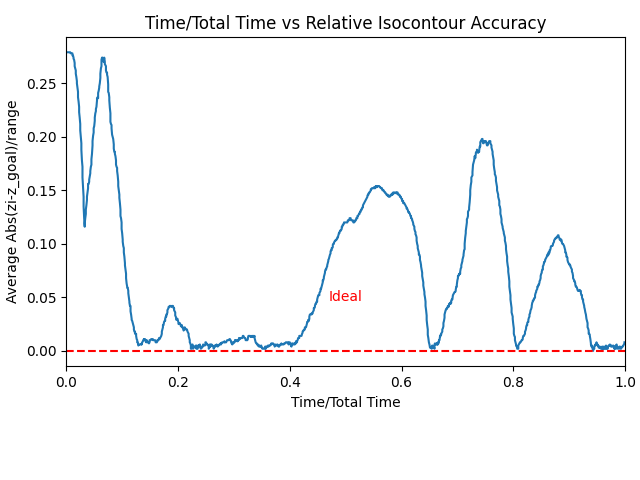 Time/Total Time vs Relative Isocontour Accuracy
Average Abs(zi-z_goal)/range
0.25
0.20
0.15
0.10
0.05
0.00
Ideal
0.0 0.2 0.4 0.6 0.8 1.0
Time/Total Time